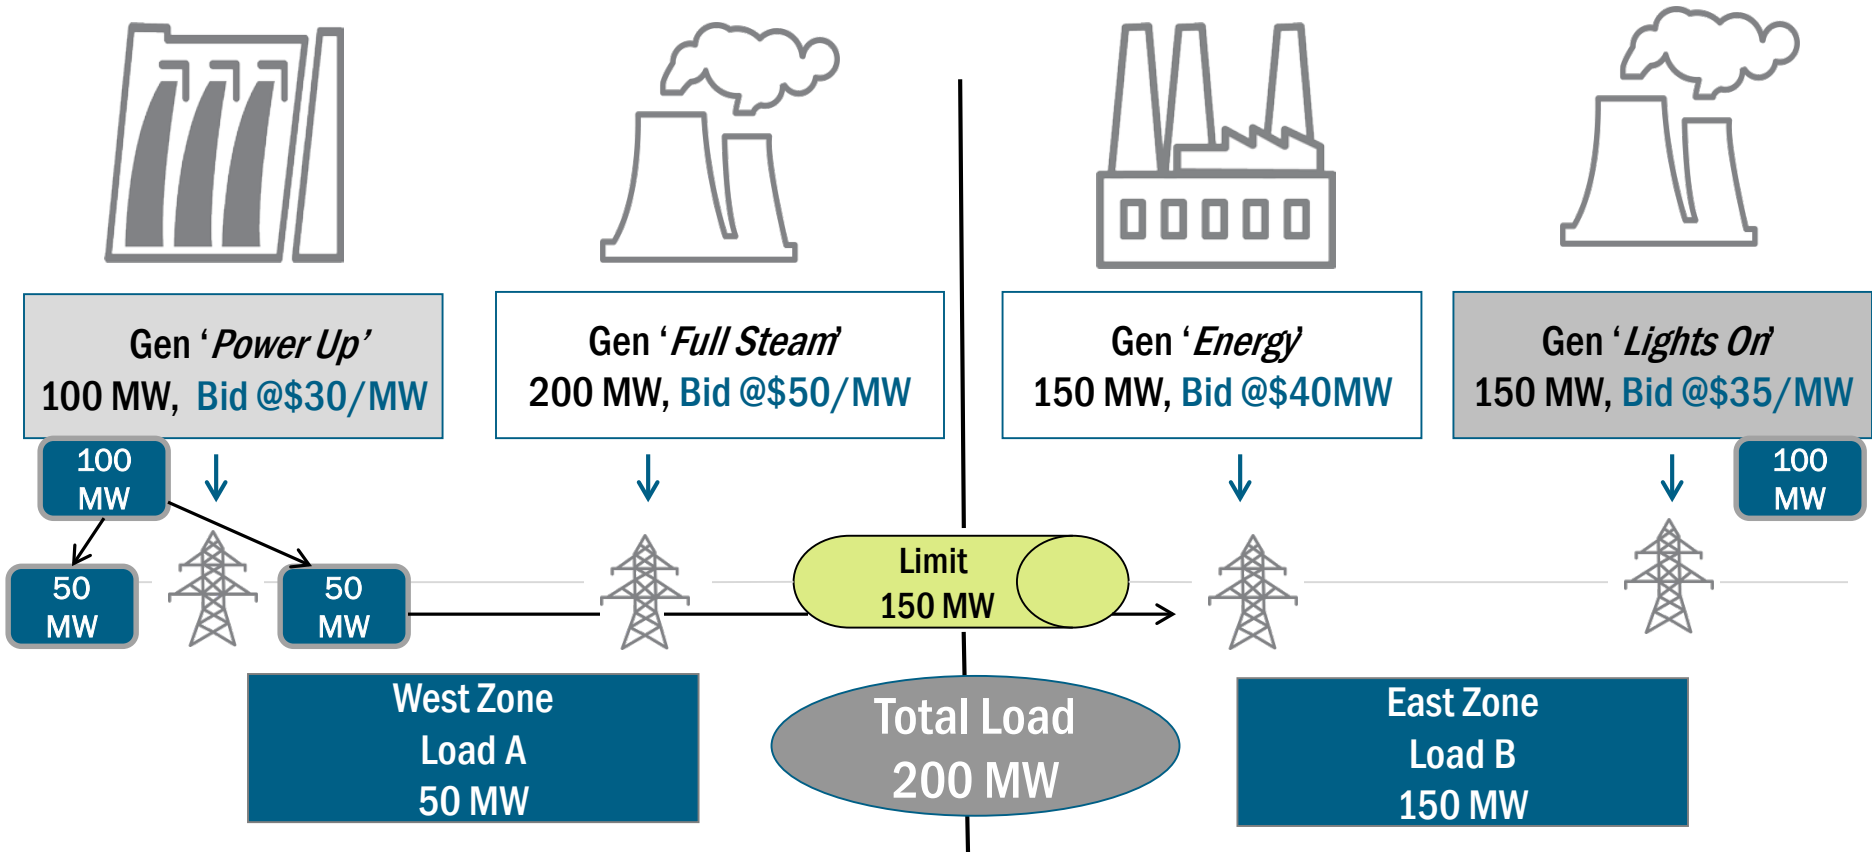 Gen ‘Power Up’
100 MW, Bid @$30/MW
Gen ‘Full Steam’
200 MW, Bid @$50/MW
Gen ‘Energy’
150 MW, Bid @$40MW
Gen ‘Lights On’
150 MW, Bid @$35/MW
100
MW
100
MW
50
MW
50
MW
Limit
150 MW
West Zone
Load A
50 MW
Total Load
200 MW
East Zone
Load B
150 MW